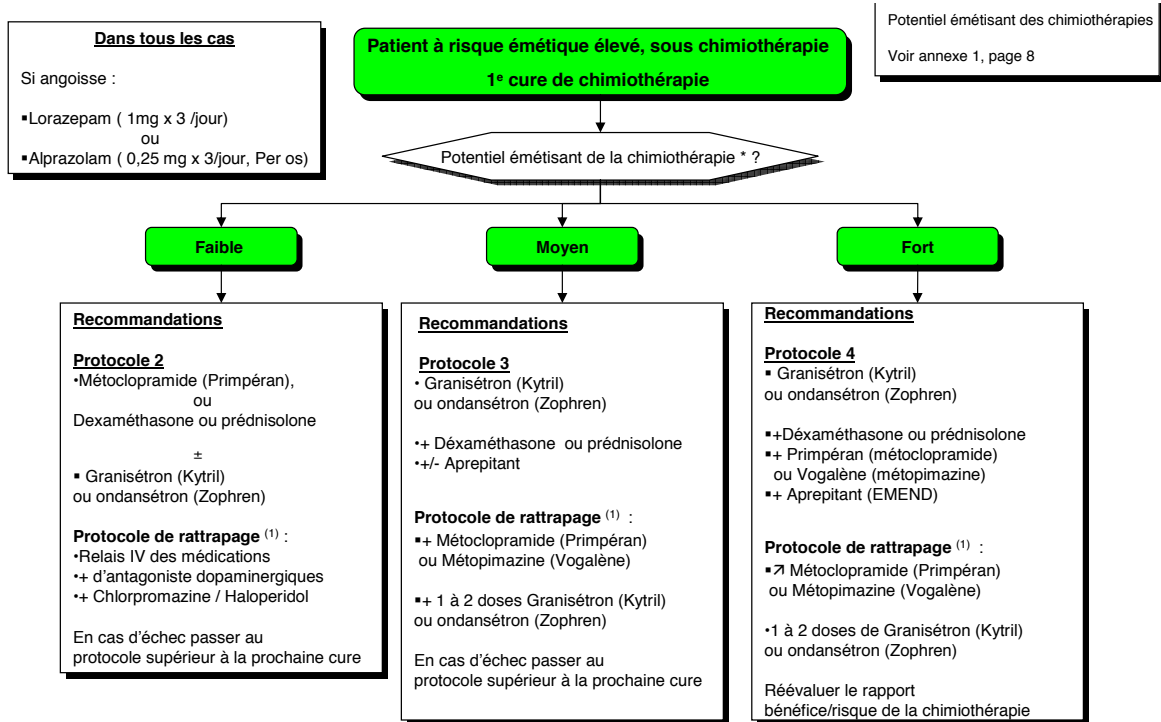 Dans tous les cas
Si angoisse :
▪Lorazepam ( 1mg x 3 /jour)
ou
▪Alprazolam ( 0,25 mg x 3/jour, Per os)
Patient à risque émétique élevé, sous chimiothérapie
1e cure de chimiothérapie
Potentiel émétisant des chimiothérapies
Voir annexe 1, page 8
Potentiel émétisant de la chimiothérapie * ?
Faible
Moyen
Fort
Recommandations
Protocole 2
•Métoclopramide (Primpéran),
ou
Dexaméthasone ou prédnisolone
±
▪ Granisétron (Kytril)
ou ondansétron (Zophren)
Protocole de rattrapage (1) :
•Relais IV des médications
•+ d'antagoniste dopaminergiques
•+ Chlorpromazine / Haloperidol
En cas d'échec passer au
protocole supérieur à la prochaine cure
Recommandations
Protocole 3
• Granisétron (Kytril)
ou ondansétron (Zophren)
•+ Déxaméthasone ou prédnisolone
•+/- Aprepitant
Protocole de rattrapage (1) :
▪+ Métoclopramide (Primpéran)
ou Métopimazine (Vogalène)
▪+ 1 à 2 doses Granisétron (Kytril)
ou ondansétron (Zophren)
En cas d'échec passer au
protocole supérieur à la prochaine cure
Recommandations
Protocole 4
▪ Granisétron (Kytril)
ou ondansétron (Zophren)
▪+Déxaméthasone ou prédnisolone
▪+ Primpéran (métoclopramide)
ou Vogalène (métopimazine)
▪+ Aprepitant (EMEND)
Protocole de rattrapage (1) :
▪↗ Métoclopramide (Primpéran)
ou Métopimazine (Vogalène)
•1 à 2 doses de Granisétron (Kytril)
ou ondansétron (Zophren)
Réévaluer le rapport
bénéfice/risque de la chimiothérapie